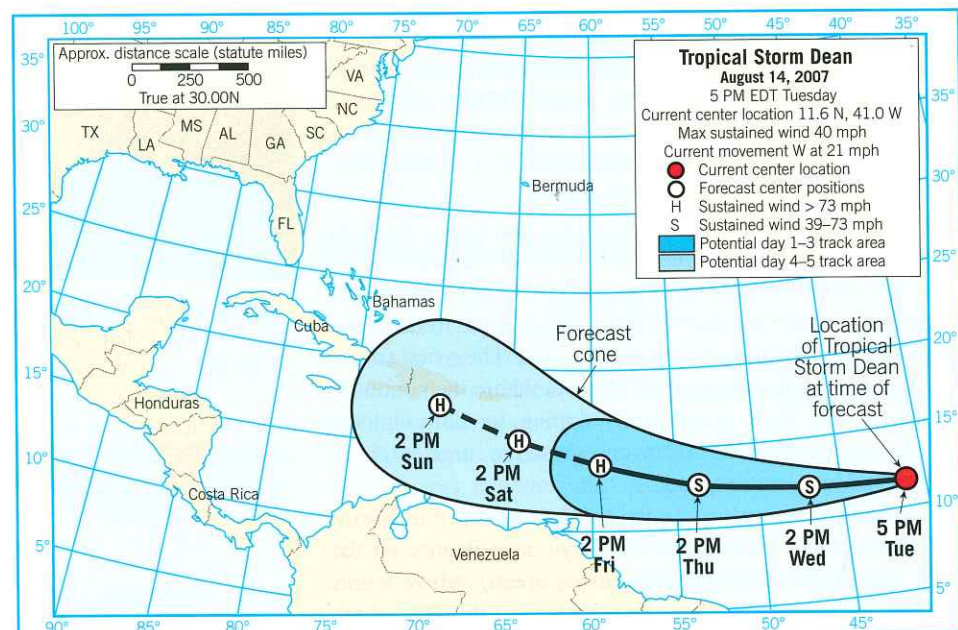 100° 95° 90° 85° 80° 75° 70° 65° 60° 55° 50° 45° 40° 35°
Approx. distance scale (statute miles)
0 250 500
True at 30.00N
Tropical Storm Dean
August 14, 2007
5 PM EDT Tuesday
Current center location 11.6 N, 41.0 W
Max sustained wind 40 mph
Current movement W at 21 mph
Current center location
Forecast center positions
H Sustained wind > 73 mph
S Sustained wind 39–73 mph
Potential day 1–3 track area
Potential day 4–5 track area
35°
30°
25°
20°
15°
10°
5°
35°
30°
25°
20°
15°
10°
5°
VA
NC
SC
TX
LA
MS
AL
GA
FL
Bermuda
Bahamas
Cuba
Honduras
Costa Rica
Venezuela
Forecast
cone
Location
of Tropical
Storm Dean
at time of
forecast
H
H
H
S
S
2 PM
Sun
2 PM
Sat
2 PM
Fri
2 PM
Thu
2 PM
Wed
5 PM
Tue
90° 85° 80° 75° 70° 65° 60° 55° 50° 45°